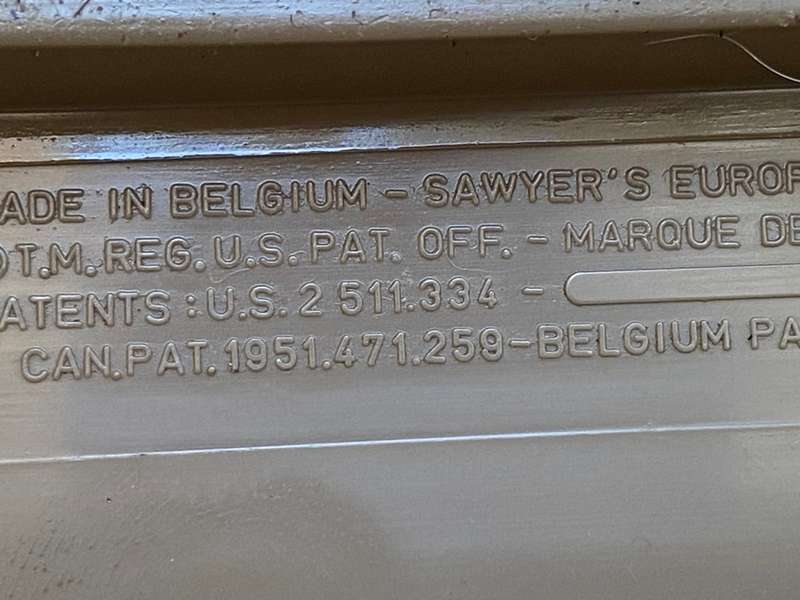 ADE IN BELGIUM – SAWYER'S EUROP
T.M. REG. U.S. PAT. OFF. – MARQUE DE
ATENTS : U.S. 2 511.334 –
CAN.PAT.1951.471.259–BELGIUM PA